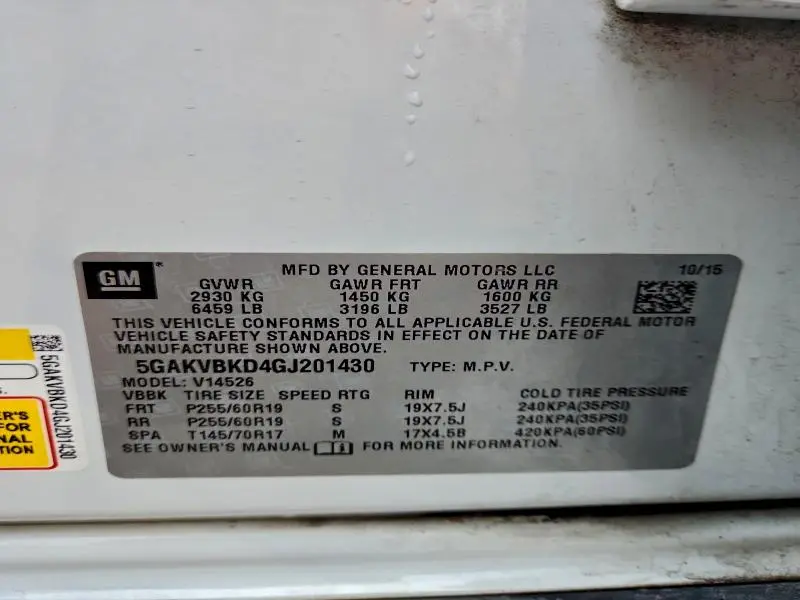 GM
MFD BY GENERAL MOTORS LLC 10/15
GVWR GAWR FRT GAWR RR
2930 KG 1450 KG 1600 KG
6459 LB 3196 LB 3527 LB
THIS VEHICLE CONFORMS TO ALL APPLICABLE U.S. FEDERAL MOTOR
VEHICLE SAFETY STANDARDS IN EFFECT ON THE DATE OF
MANUFACTURE SHOWN ABOVE.
5GAKVBKD4GJ201430 TYPE: M.P.V.
MODEL: V14526
VBBK TIRE SIZE SPEED RTG RIM COLD TIRE PRESSURE
FRT P255/60R19 S 19X7.5J 240KPA(35PSI)
RR P255/60R19 S 19X7.5J 240KPA(35PSI)
SPA T145/70R17 M 17X4.5B 420KPA(60PSI)
SEE OWNER'S MANUAL FOR MORE INFORMATION.
5GAKVBKD4GJ201430
S.
ER'S
FOR
NAL
TION